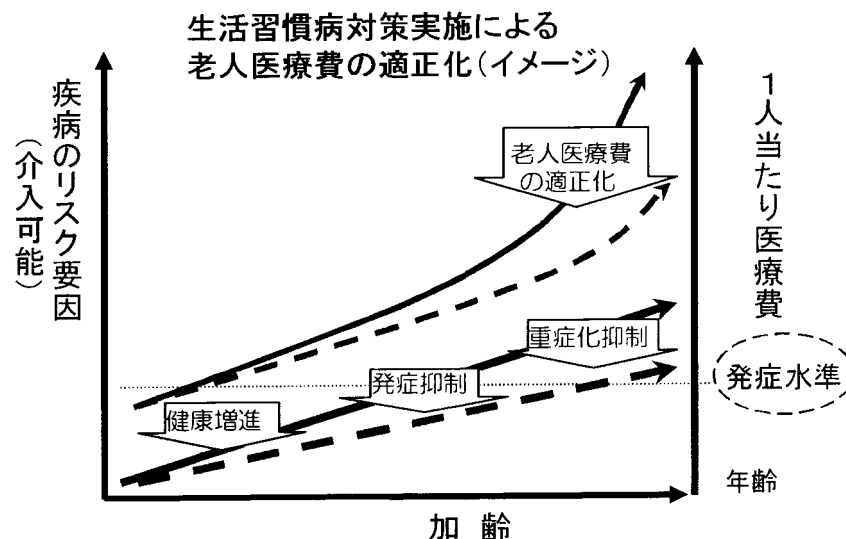 生活習慣病対策実施による
老人医療費の適正化(イメージ)
疾病のリスク要因
(介入可能)
1人当たり医療費
老人医療費
の適正化
重症化抑制
発症抑制
健康増進
発症水準
年齢
加 齢